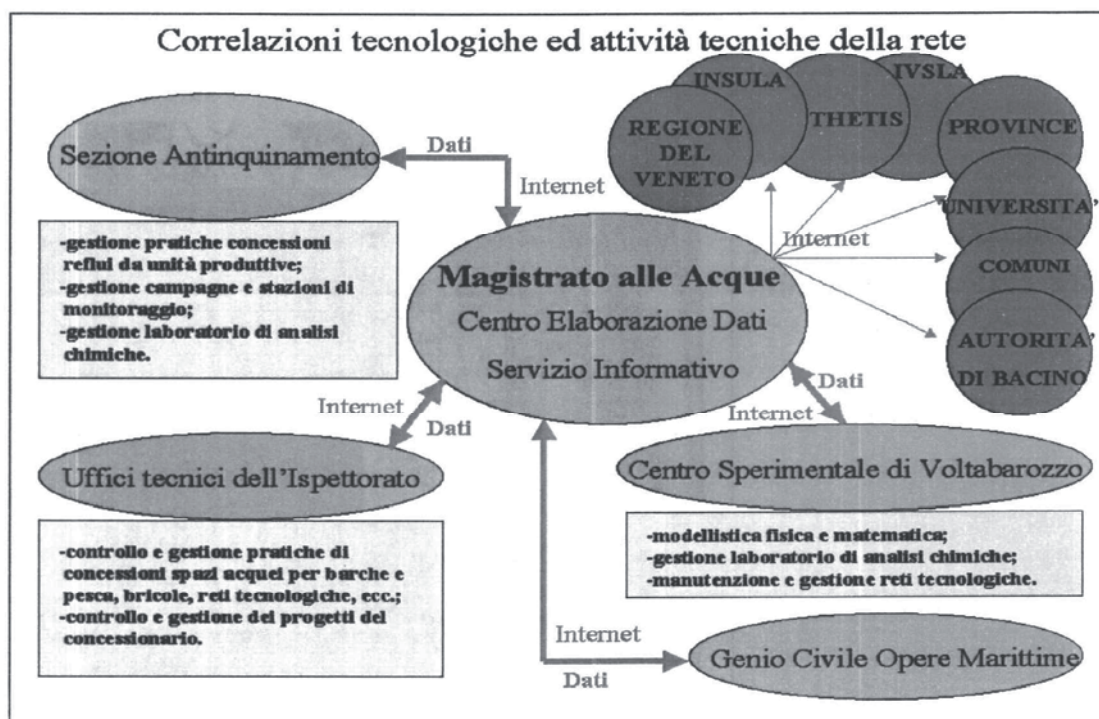 Correlazioni tecnologiche ed attività tecniche della rete
INSULA
IVSLA
THETIS
REGIONE
DEL
VENETO
PROVINCE
UNIVERSITA'
COMUNI
AUTORITA'
DI BACINO
Internet
Sezione Antinquinamento
Dati
Internet
-gestione pratiche concessioni
reflui da unità produttive;
-gestione campagne e stazioni di
monitoraggio;
-gestione laboratorio di analisi
chimiche.
Magistrato alle Acque
Centro Elaborazione Dati
Servizio Informativo
Internet
Dati
Dati
Internet
Uffici tecnici dell'Ispettorato
-controllo e gestione pratiche di
concessioni spazi acquei per barche e
pesca, bricole, reti tecnologiche, ecc.;
-controllo e gestione dei progetti del
concessionario.
Centro Sperimentale di Voltabarozzo
-modellistica fisica e matematica;
-gestione laboratorio di analisi chimiche;
-manutenzione e gestione reti tecnologiche.
Internet
Dati
Genio Civile Opere Marittime